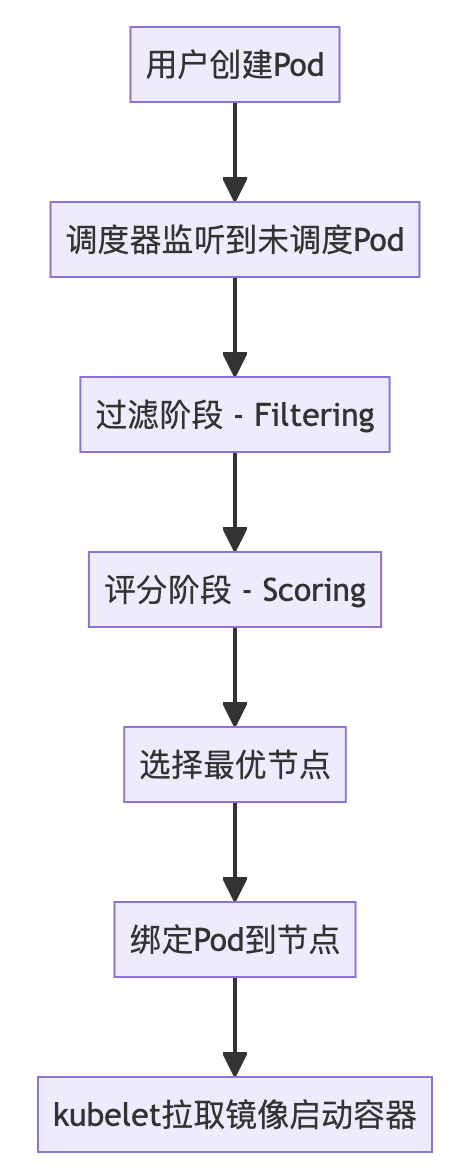 用户创建Pod
调度器监听到未调度Pod
过滤阶段 - Filtering
评分阶段 - Scoring
选择最优节点
绑定Pod到节点
kubelet拉取镜像启动容器